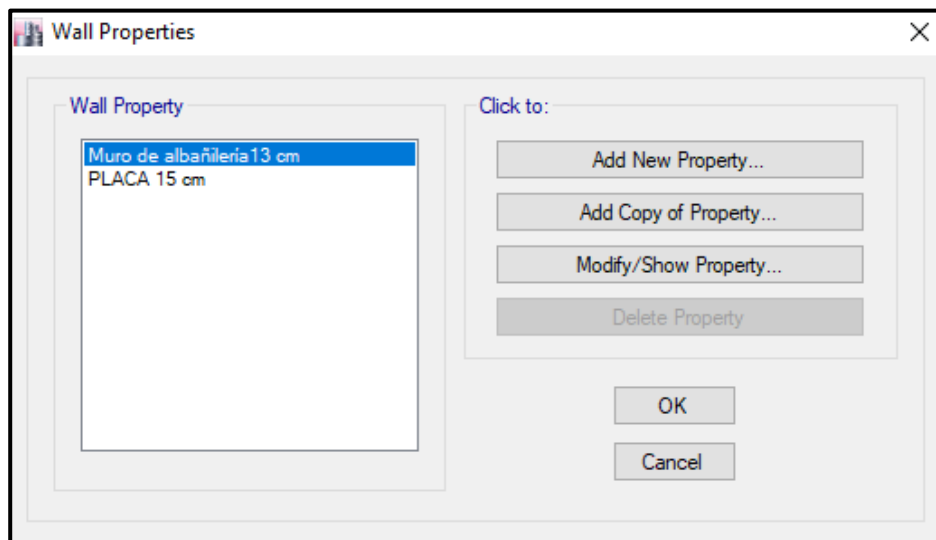 Wall Properties
Wall Property
Muro de albañilería13 cm
PLACA 15 cm
Click to:
Add New Property...
Add Copy of Property...
Modify/Show Property...
Delete Property
OK
Cancel